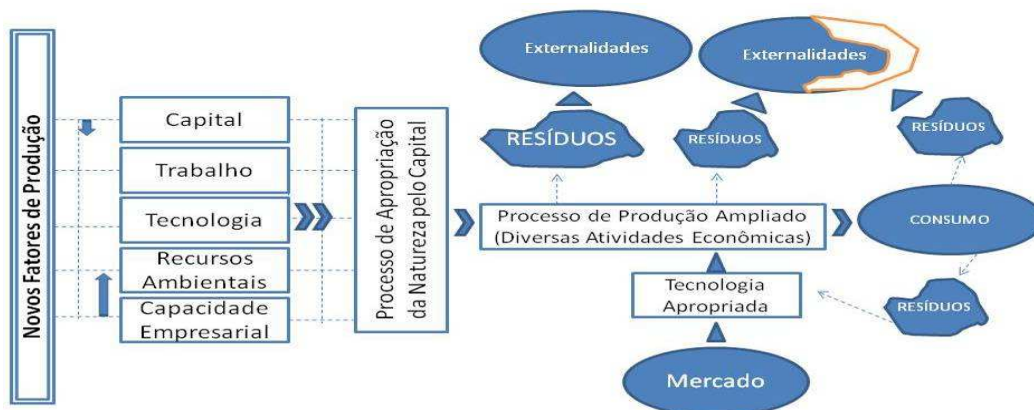 Novos Fatores de Produção
Capital
Trabalho
Tecnologia
Recursos
Ambientais
Capacidade
Empresarial
Processo de Apropriação
da Natureza pelo Capital
Externalidades
RESÍDUOS
Externalidades
RESÍDUOS
RESÍDUOS
Processo de Produção Ampliado
(Diversas Atividades Econômicas)
CONSUMO
RESÍDUOS
Tecnologia
Apropriada
Mercado